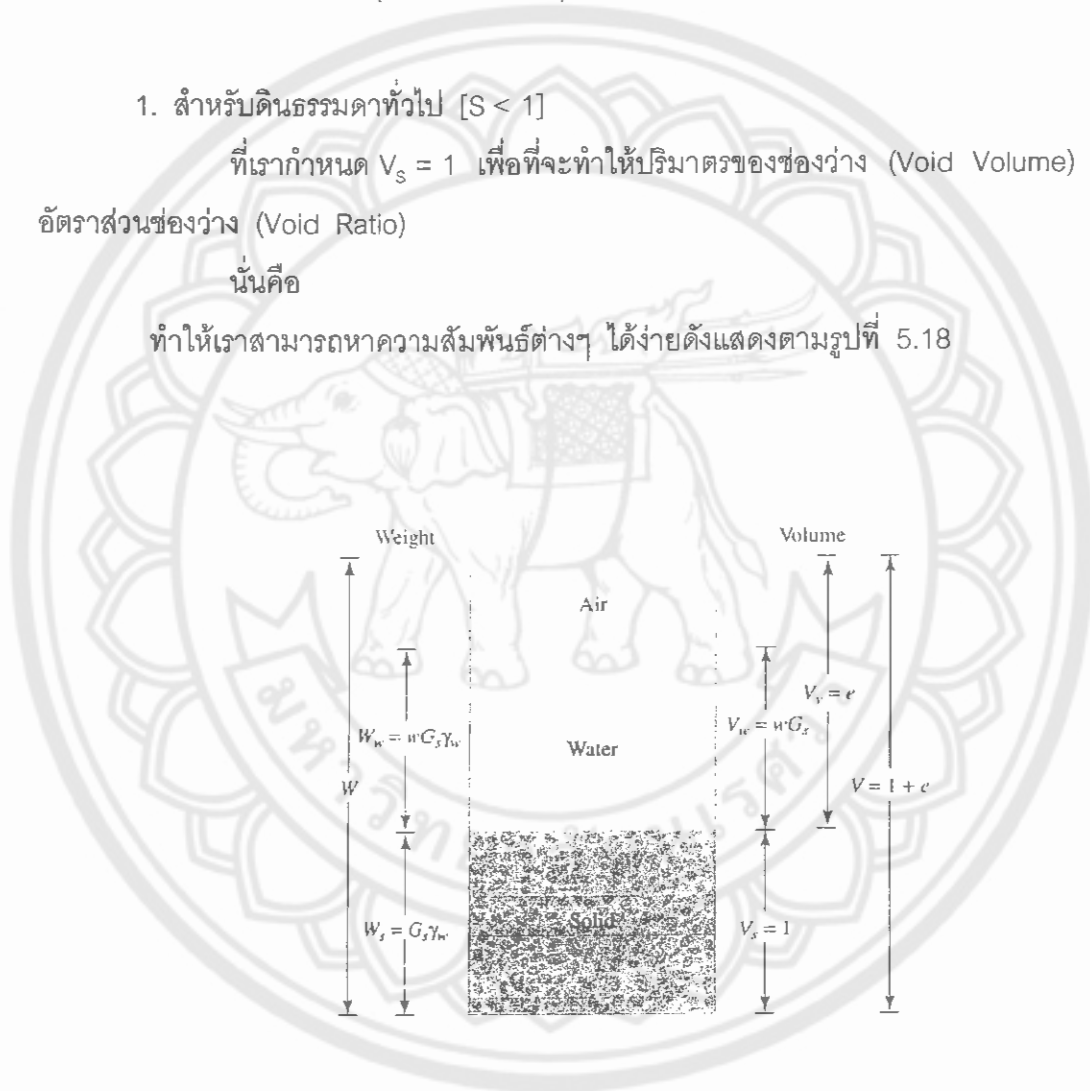 1. สำหรับดินธรรมดาทั่วไป [S < 1]
ที่เรากำหนด V_S = 1 เพื่อที่จะทำให้ปริมาตรของช่องว่าง (Void Volume)
อัตราส่วนช่องว่าง (Void Ratio)
นั่นคือ
ทำให้เราสามารถหาความสัมพันธ์ต่างๆ ได้ง่ายดังแสดงตามรูปที่ 5.18
Weight Volume
Air
V_v = e
W_w = wG_sγ_w Water V_w = wG_s
W V = 1 + e
W_s = G_sγ_w Solid V_s = 1